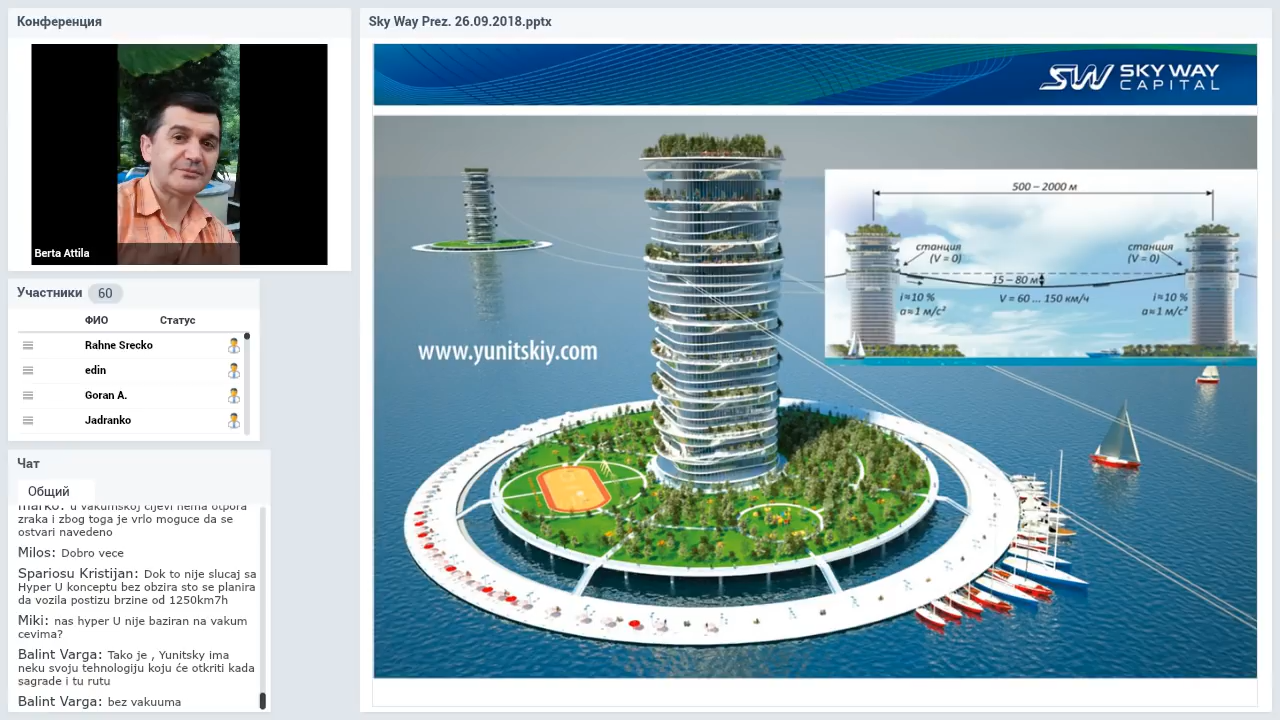 Конференция
Berta Attila
Участники 60
ФИО Статус
Rahne Srecko
edin
Goran A.
Jadranko
Чат
Общий
marko: u vakumskoj cijevi nema otpora
zraka i zbog toga je vrlo moguce da se
ostvari navedeno
Milos: Dobro vece
Spariosu Kristijan: Dok to nije slucaj sa
Hyper U konceptu bez obzira sto se planira
da vozila postizu brzine od 1250km7h
Miki: nas hyper U nije baziran na vakum
cevima?
Balint Varga: Tako je , Yunitsky ima
neku svoju tehnologiju koju će otkriti kada
sagrade i tu rutu
Balint Varga: bez vakuuma
Sky Way Prez. 26.09.2018.pptx
SW SKY WAY
CAPITAL
www.yunitskiy.com
500 – 2000 м
станция
(V = 0)
станция
(V = 0)
15 – 80 м
i≈10 %
a≈1 м/с²
V = 60 ... 150 км/ч
i≈10 %
a≈1 м/с²